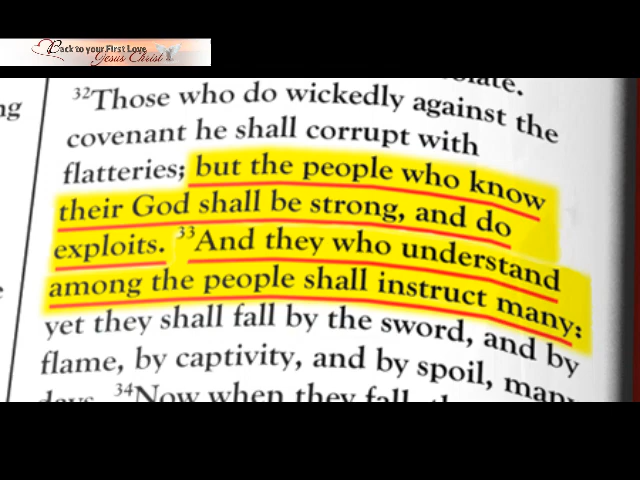 Back to your First Love
Jesus Christ
32Those who do wickedly against the
covenant he shall corrupt with
flatteries; but the people who know
their God shall be strong, and do
exploits. 33And they who understand
among the people shall instruct many:
yet they shall fall by the sword, and by
flame, by captivity, and by spoil, many
34Now when they fall,